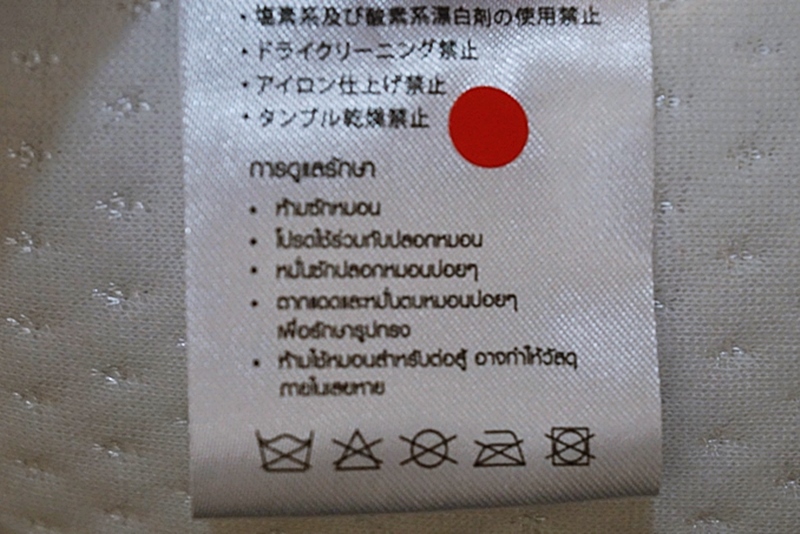 ・塩素系及び酸素系漂白剤の使用禁止
・ドライクリーニング禁止
・アイロン仕上げ禁止
・タンブル乾燥禁止
การดูแลรักษา
• ห้ามซักหมอน
• โปรดใช้ร่วมกับปลอกหมอน
• หมั่นซักปลอกหมอนบ่อยๆ
• ตากแดดและหมั่นตบหมอนบ่อยๆ
เพื่อรักษารูปทรง
• ห้ามใช้หมอนสำหรับต่อสู้ อาจทำให้วัสดุ
ภายในเสียหาย